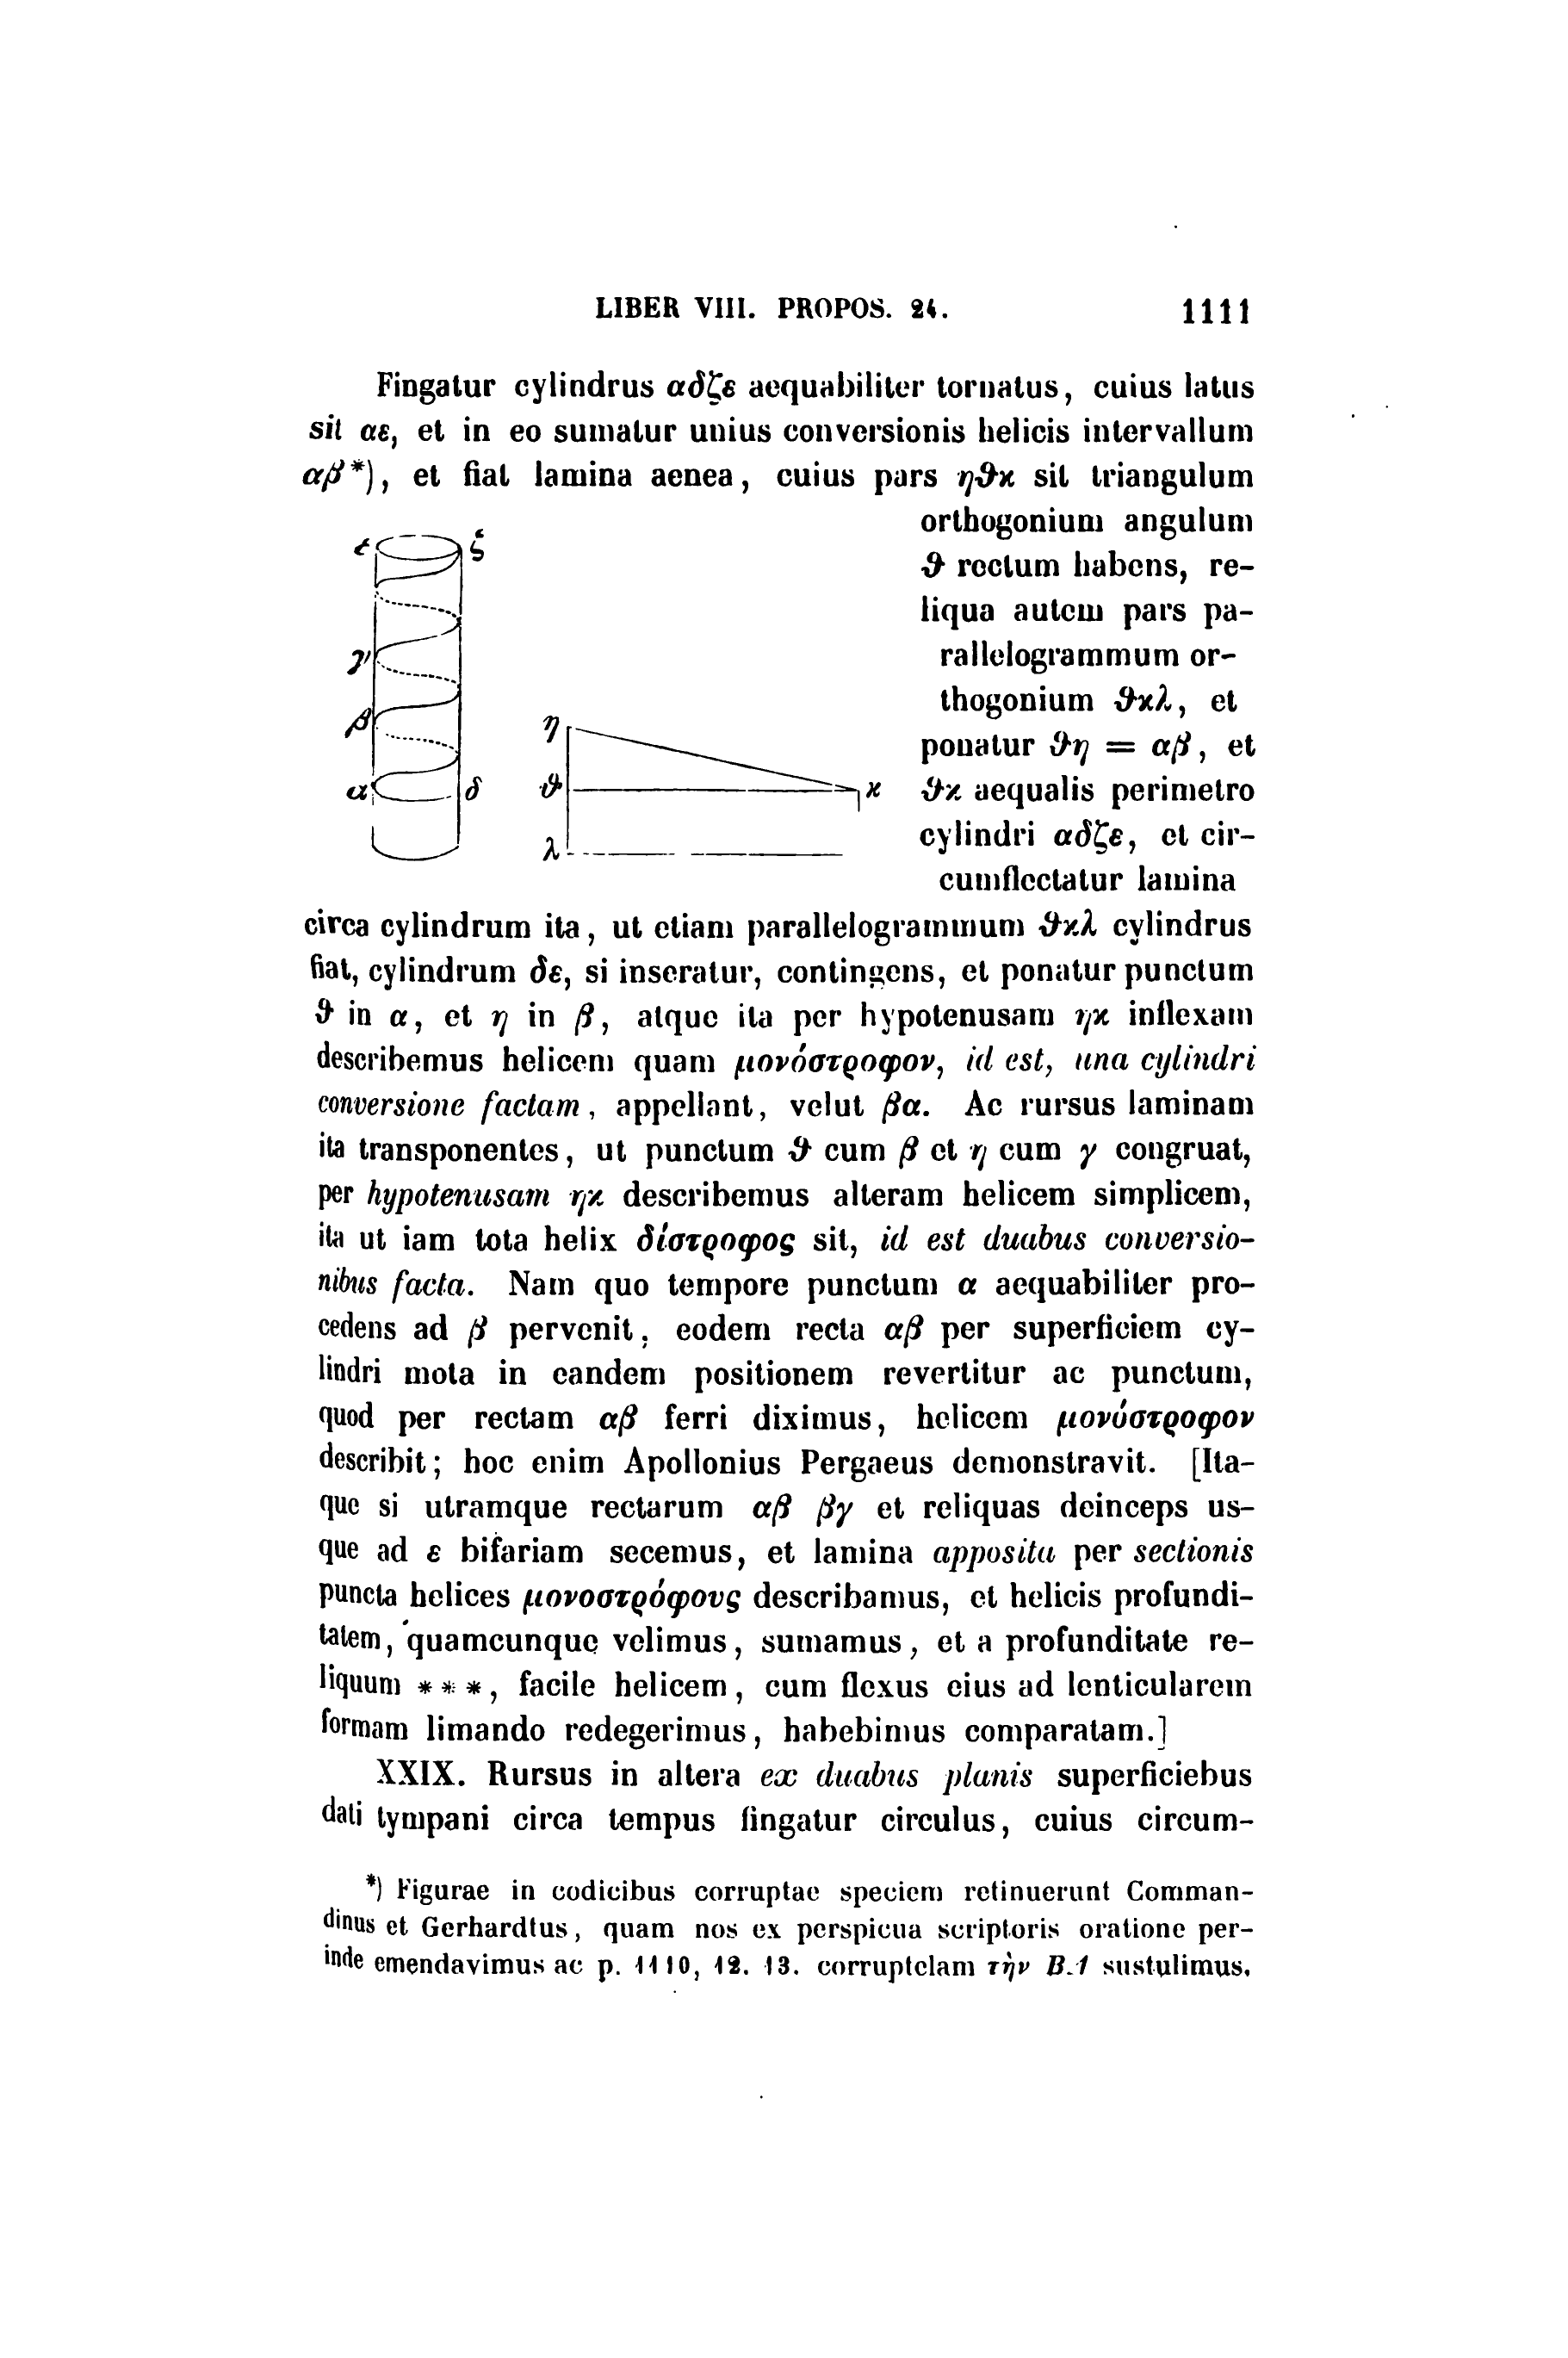 LIBER VIII. PROPOS. 24. 1111
Fingatur cylindrus αδζε aequabiliter tornatus, cuius latus
sit αε, et in eo sumatur unius conversionis helicis intervallum
αβ*), et fiat lamina aenea, cuius pars ηϑκ sit triangulum
orthogonium angulum
ϑ rectum habens, re-
liqua autem pars pa-
rallelogrammum or-
thogonium ϑκλ, et
ponatur ϑη = αβ, et
ϑκ aequalis perimetro
cylindri αδζε, et cir-
cumflectatur lamina
ε ζ
γ
β
α δ
η
ϑ κ
λ
circa cylindrum ita, ut etiam parallelogrammum ϑκλ cylindrus
fiat, cylindrum δε, si inseratur, contingens, et ponatur punctum
ϑ in α, et η in β, atque ita per hypotenusam ηκ inflexam
describemus helicem quam μονόστροφον, id est, una cylindri
conversione factam, appellant, velut βα. Ac rursus laminam
ita transponentes, ut punctum ϑ cum β et η cum γ congruat,
per hypotenusam ηκ describemus alteram helicem simplicem,
ita ut iam tota helix δίστροφος sit, id est duabus conversio-
nibus facta. Nam quo tempore punctum α aequabiliter pro-
cedens ad β pervenit, eodem recta αβ per superficiem cy-
lindri mota in eandem positionem revertitur ac punctum,
quod per rectam αβ ferri diximus, helicem μονόστροφον
describit; hoc enim Apollonius Pergaeus demonstravit. [Ita-
que si utramque rectarum αβ βγ et reliquas deinceps us-
que ad ε bifariam secemus, et lamina apposita per sectionis
puncta helices μονοστρόφους describamus, et helicis profundi-
tatem, quamcunque velimus, sumamus, et a profunditate re-
liquum ***, facile helicem, cum flexus eius ad lenticularem
formam limando redegerimus, habebimus comparatam.]
XXIX. Rursus in altera ex duabus planis superficiebus
dati tympani circa tempus fingatur circulus, cuius circum-
*) Figurae in codicibus corruptae speciem retinuerunt Comman-
dinus et Gerhardtus, quam nos ex perspicua scriptoris oratione per-
inde emendavimus ac p. 1110, 12. 13. corruptelam τὴν ΒΑ sustulimus.